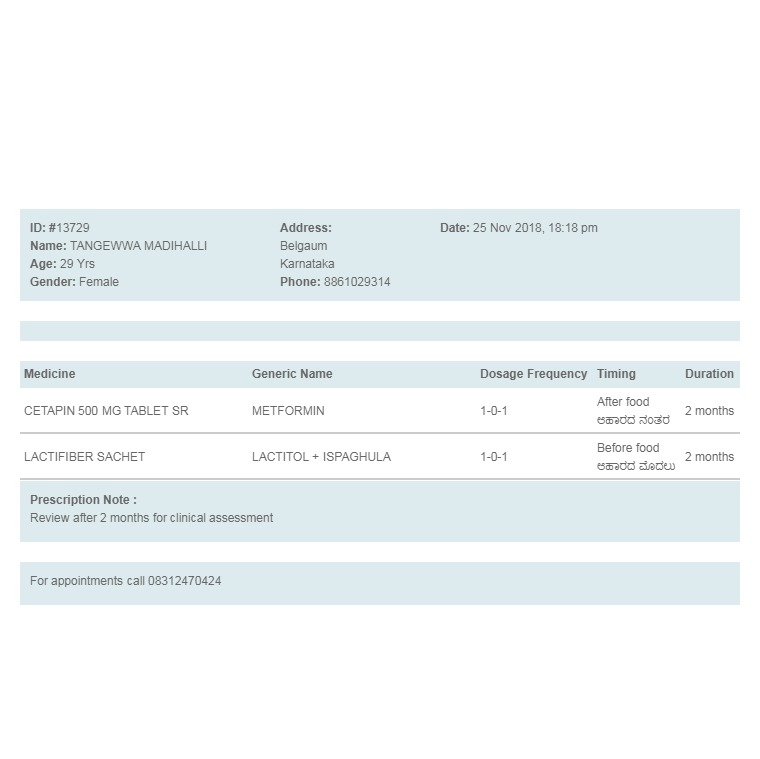 ID: #13729
Name: TANGEWWA MADIHALLI
Age: 29 Yrs
Gender: Female
Address:
Belgaum
Karnataka
Phone: 8861029314
Date: 25 Nov 2018, 18:18 pm
Medicine Generic Name Dosage Frequency Timing Duration
CETAPIN 500 MG TABLET SR METFORMIN 1-0-1 After food 2 months
ಆಹಾರದ ನಂತರ
LACTIFIBER SACHET LACTITOL + ISPAGHULA 1-0-1 Before food 2 months
ಆಹಾರದ ಮೊದಲು
Prescription Note :
Review after 2 months for clinical assessment
For appointments call 08312470424